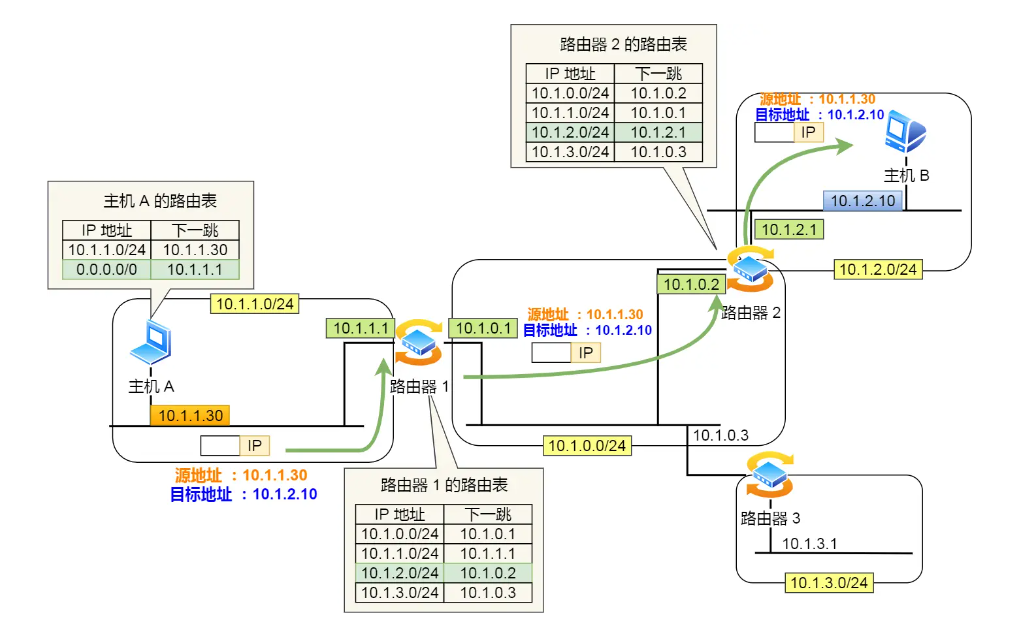 路由器 2 的路由表
IP 地址 下一跳
10.1.0.0/24 10.1.0.2
10.1.1.0/24 10.1.0.1
10.1.2.0/24 10.1.2.1
10.1.3.0/24 10.1.0.3
源地址 ：10.1.1.30
目标地址 ：10.1.2.10
IP
主机 B
10.1.2.10
10.1.2.1
10.1.2.0/24
主机 A 的路由表
IP 地址 下一跳
10.1.1.0/24 10.1.1.30
0.0.0.0/0 10.1.1.1
10.1.1.0/24
10.1.1.1
10.1.0.1
主机 A
10.1.1.30
路由器 1
IP
源地址 ：10.1.1.30
目标地址 ：10.1.2.10
源地址 ：10.1.1.30
目标地址 ：10.1.2.10
IP
10.1.0.2
路由器 2
10.1.0.0/24
10.1.0.3
路由器 1 的路由表
IP 地址 下一跳
10.1.0.0/24 10.1.0.1
10.1.1.0/24 10.1.1.1
10.1.2.0/24 10.1.0.2
10.1.3.0/24 10.1.0.3
路由器 3
10.1.3.1
10.1.3.0/24